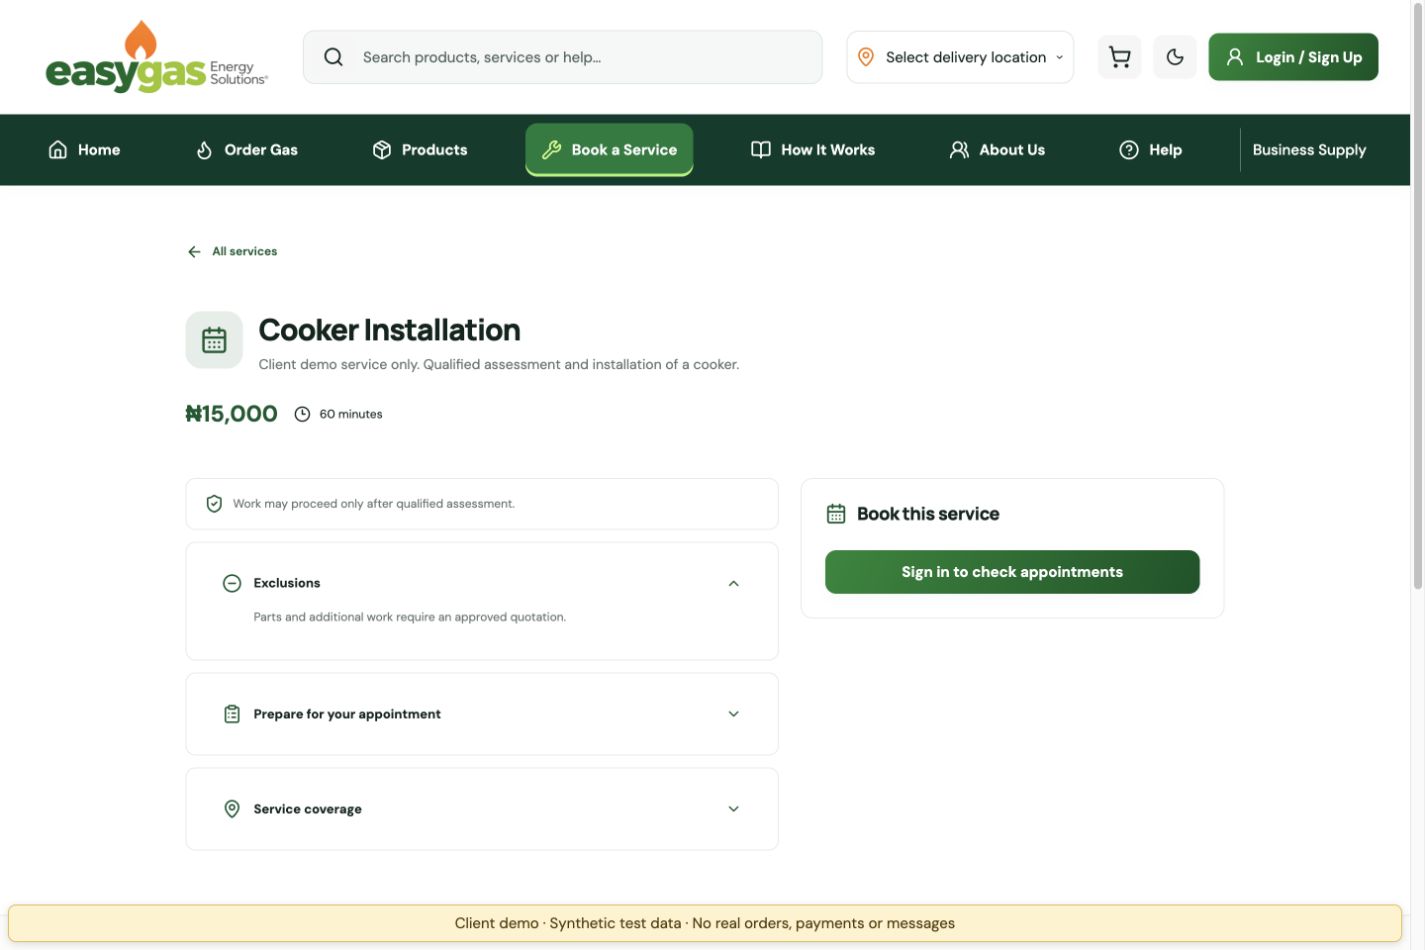 easygas Energy Solutions®
Search products, services or help...
Select delivery location
Login / Sign Up
Home
Order Gas
Products
Book a Service
How It Works
About Us
Help
Business Supply
All services
Cooker Installation
Client demo service only. Qualified assessment and installation of a cooker.
₦15,000
60 minutes
Work may proceed only after qualified assessment.
Book this service
Sign in to check appointments
Exclusions
Parts and additional work require an approved quotation.
Prepare for your appointment
Service coverage
Client demo · Synthetic test data · No real orders, payments or messages